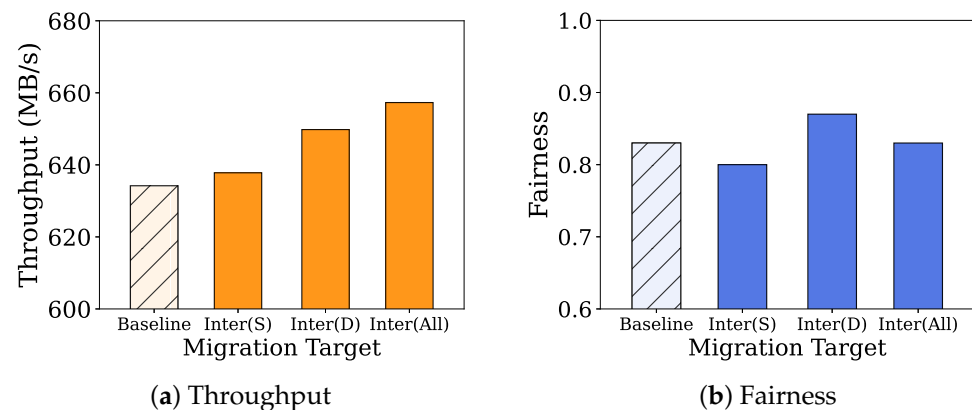 Throughput (MB/s)
680
660
640
620
600
Baseline Inter(S) Inter(D) Inter(All)
Migration Target
(a) Throughput
Fairness
1.0
0.9
0.8
0.7
0.6
Baseline Inter(S) Inter(D) Inter(All)
Migration Target
(b) Fairness